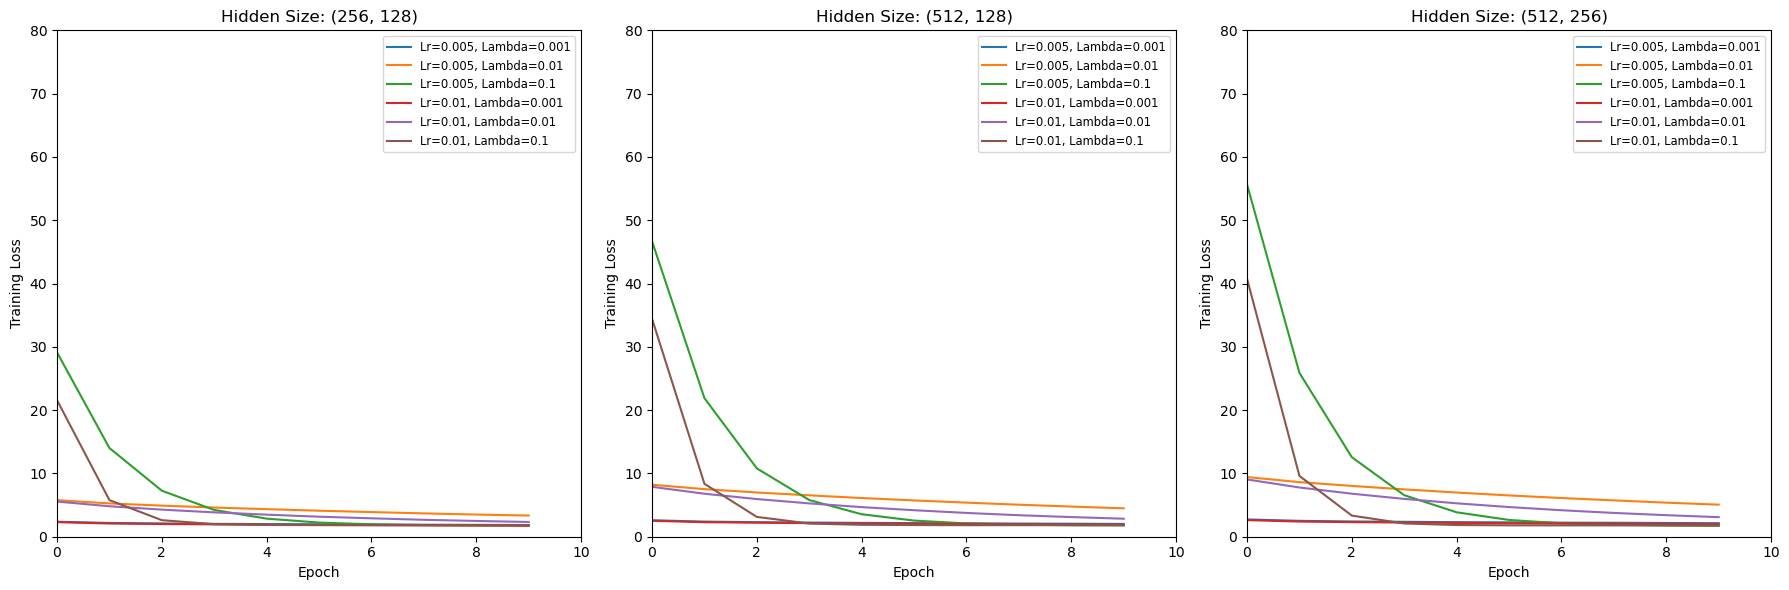 Hidden Size: (256, 128)
80
70
60
50
40
30
20
10
0
Training Loss
Lr=0.005, Lambda=0.001
Lr=0.005, Lambda=0.01
Lr=0.005, Lambda=0.1
Lr=0.01, Lambda=0.001
Lr=0.01, Lambda=0.01
Lr=0.01, Lambda=0.1
0 2 4 6 8 10
Epoch
Hidden Size: (512, 128)
80
70
60
50
40
30
20
10
0
Training Loss
Lr=0.005, Lambda=0.001
Lr=0.005, Lambda=0.01
Lr=0.005, Lambda=0.1
Lr=0.01, Lambda=0.001
Lr=0.01, Lambda=0.01
Lr=0.01, Lambda=0.1
0 2 4 6 8 10
Epoch
Hidden Size: (512, 256)
80
70
60
50
40
30
20
10
0
Training Loss
Lr=0.005, Lambda=0.001
Lr=0.005, Lambda=0.01
Lr=0.005, Lambda=0.1
Lr=0.01, Lambda=0.001
Lr=0.01, Lambda=0.01
Lr=0.01, Lambda=0.1
0 2 4 6 8 10
Epoch